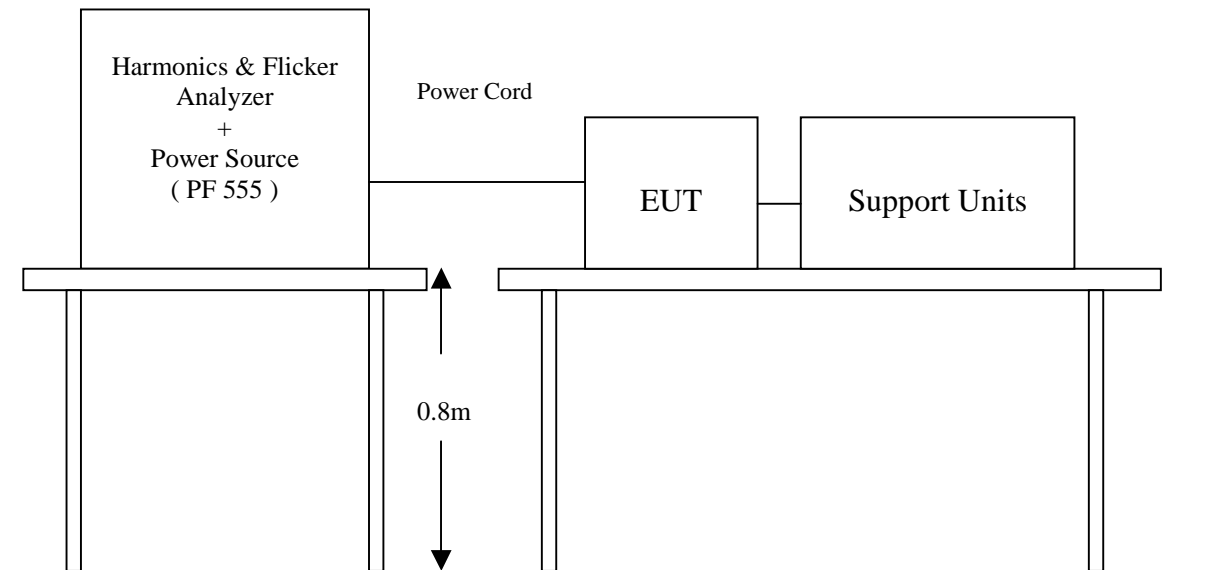 Harmonics & Flicker
Analyzer
+
Power Source
( PF 555 )
Power Cord
EUT
Support Units
0.8m